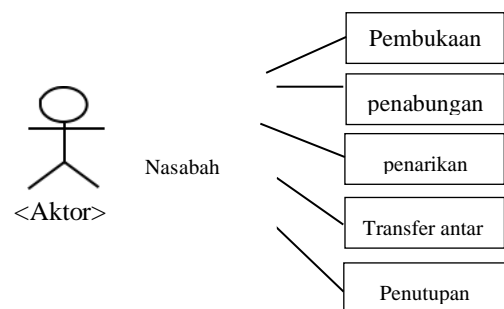 Pembukaan
penabungan
penarikan
Nasabah
<Aktor>
Transfer antar
Penutupan